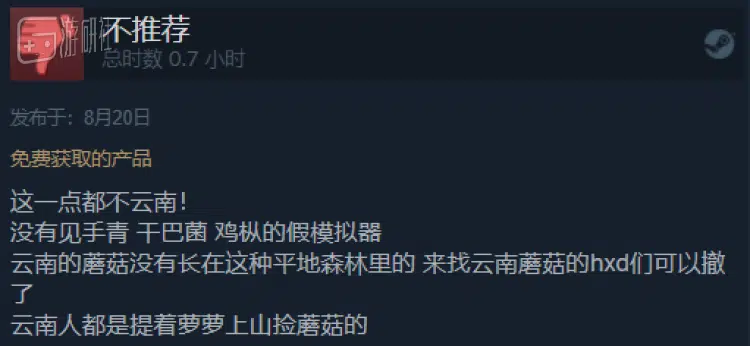 游研社
不推荐
总时数 0.7 小时
发布于：8月20日
免费获取的产品
这一点都不云南！
没有见手青 干巴菌 鸡枞的假模拟器
云南的蘑菇没有长在这种平地森林里的 来找云南蘑菇的hxd们可以撤
了
云南人都是提着萝萝上山捡蘑菇的